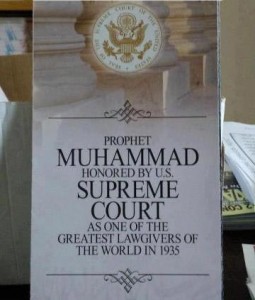 PROPHET
MUHAMMAD
HONORED BY U.S.
SUPREME
COURT
AS ONE OF THE
GREATEST LAWGIVERS OF
THE WORLD IN 1935